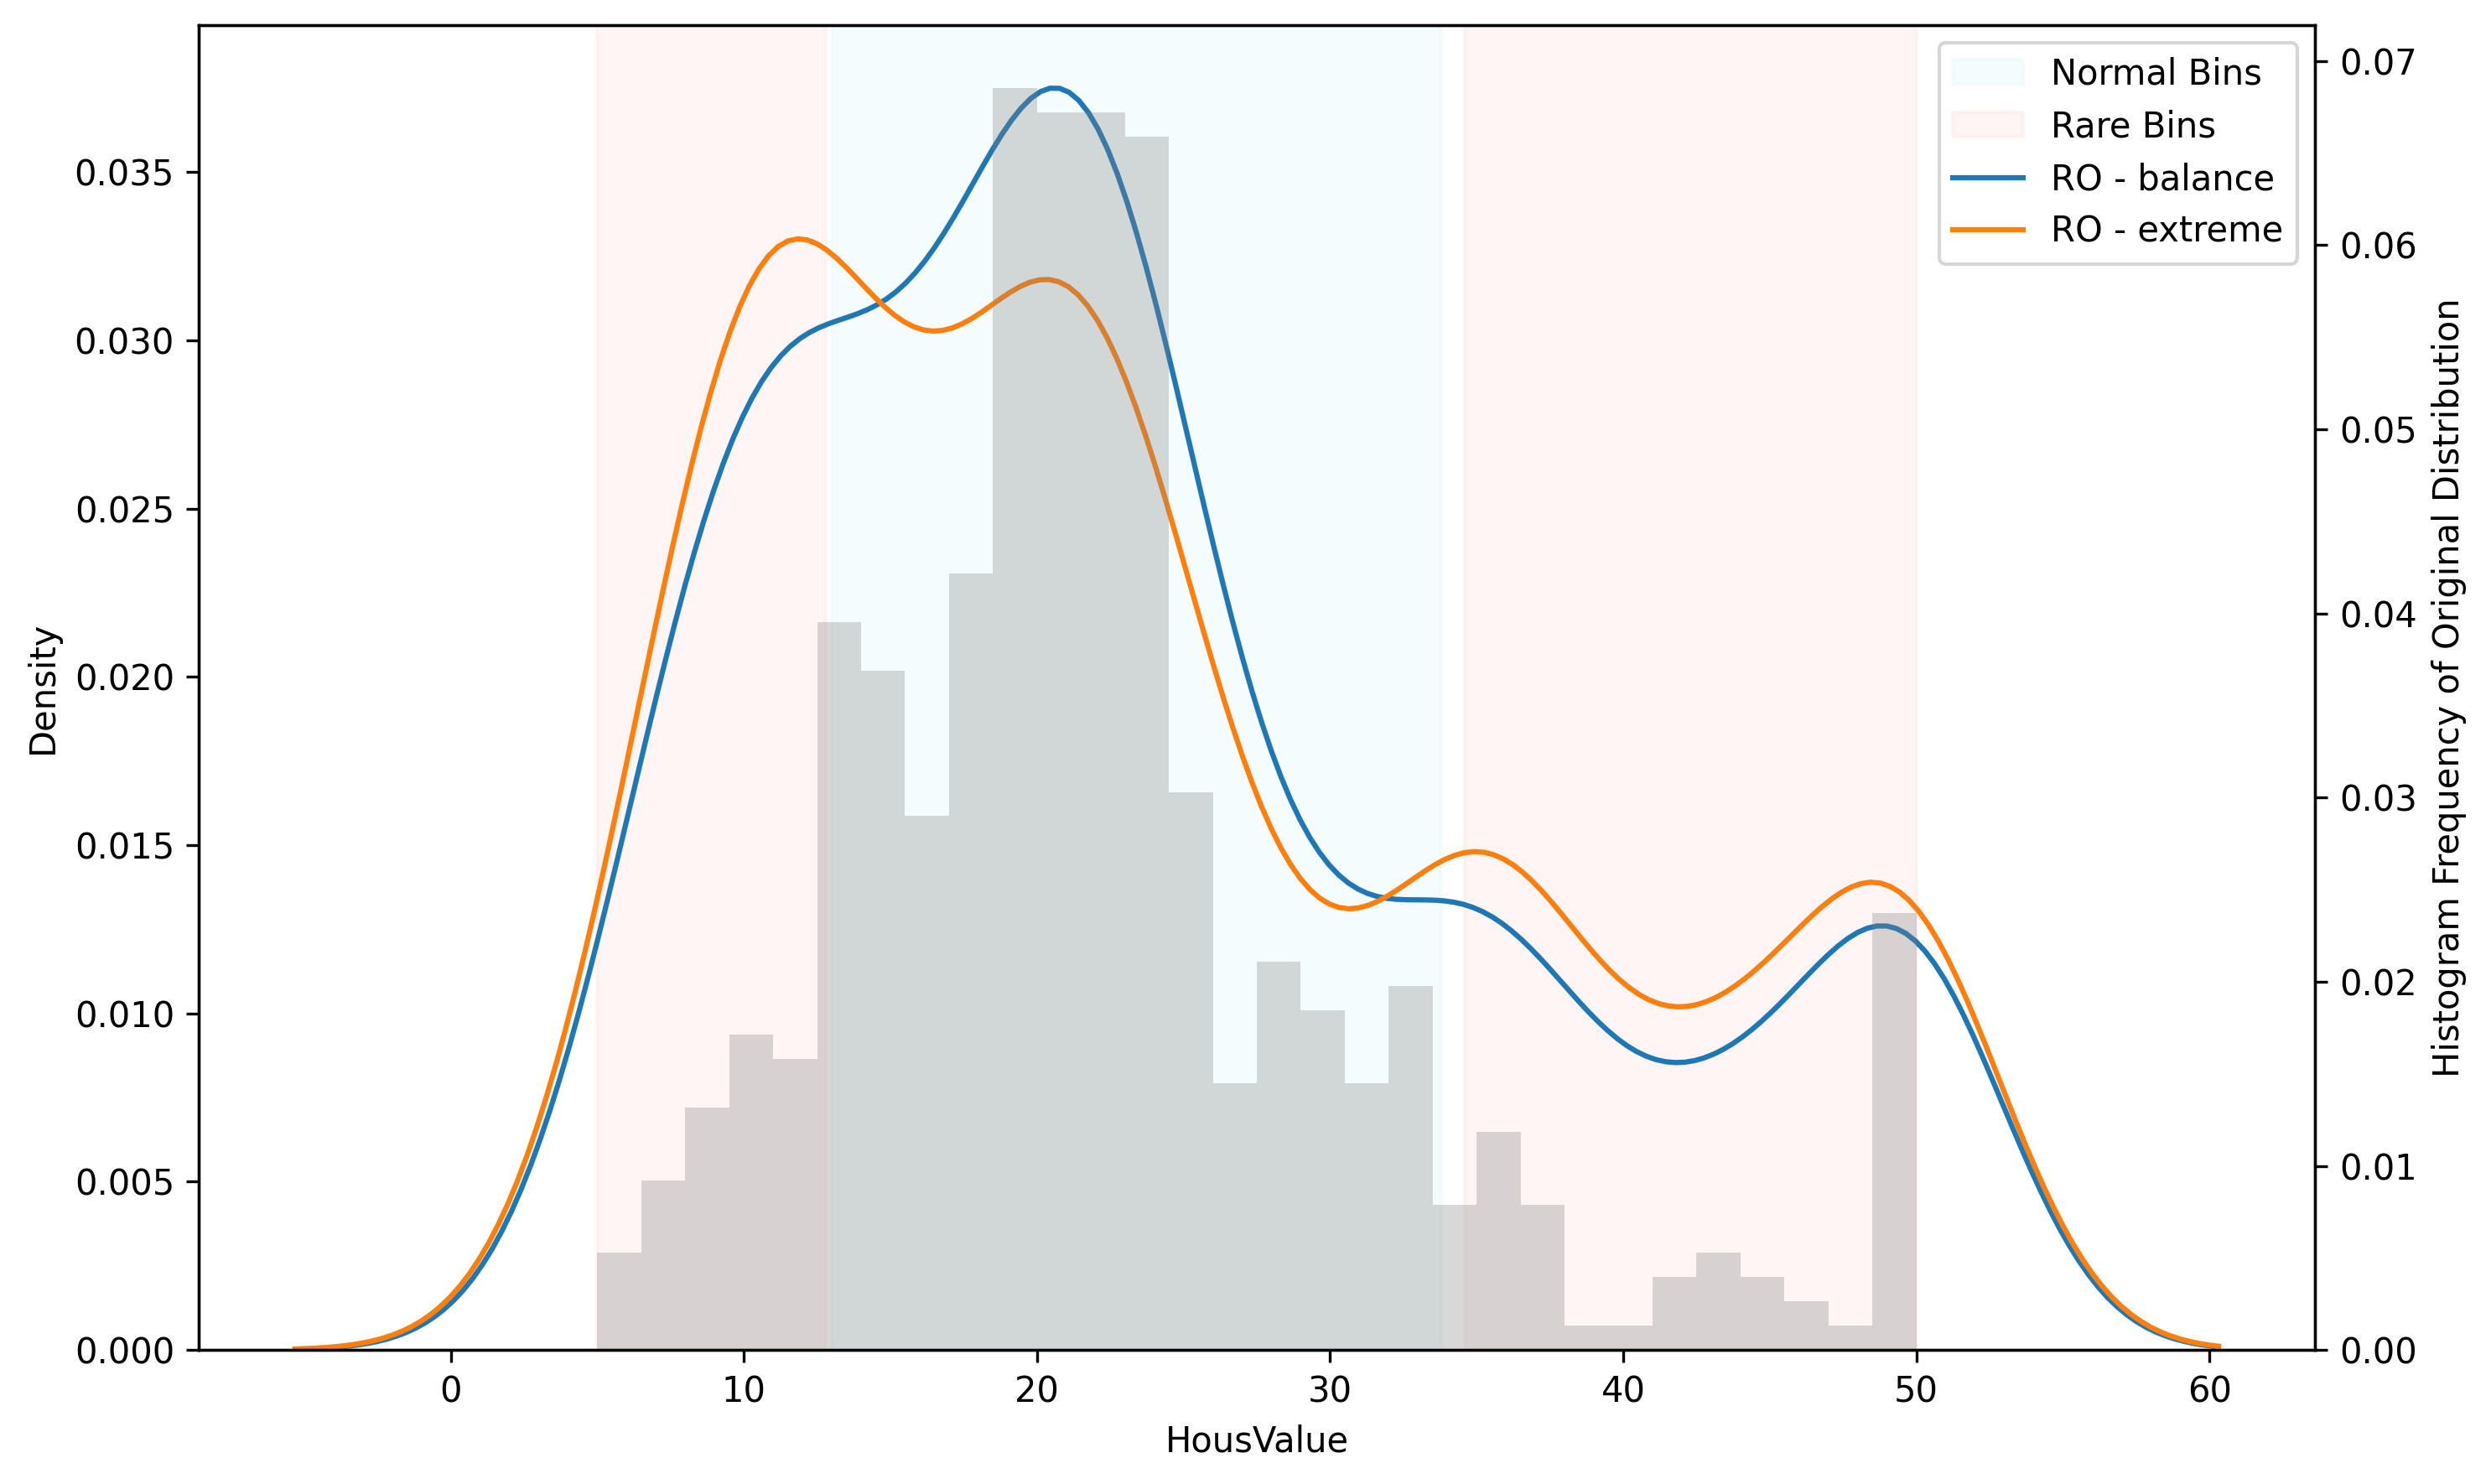 Normal Bins
Rare Bins
RO - balance
RO - extreme
Density
0.035
0.030
0.025
0.020
0.015
0.010
0.005
0.000
0.07
0.06
0.05
0.04
0.03
0.02
0.01
0.00
Histogram Frequency of Original Distribution
0 10 20 30 40 50 60
HousValue